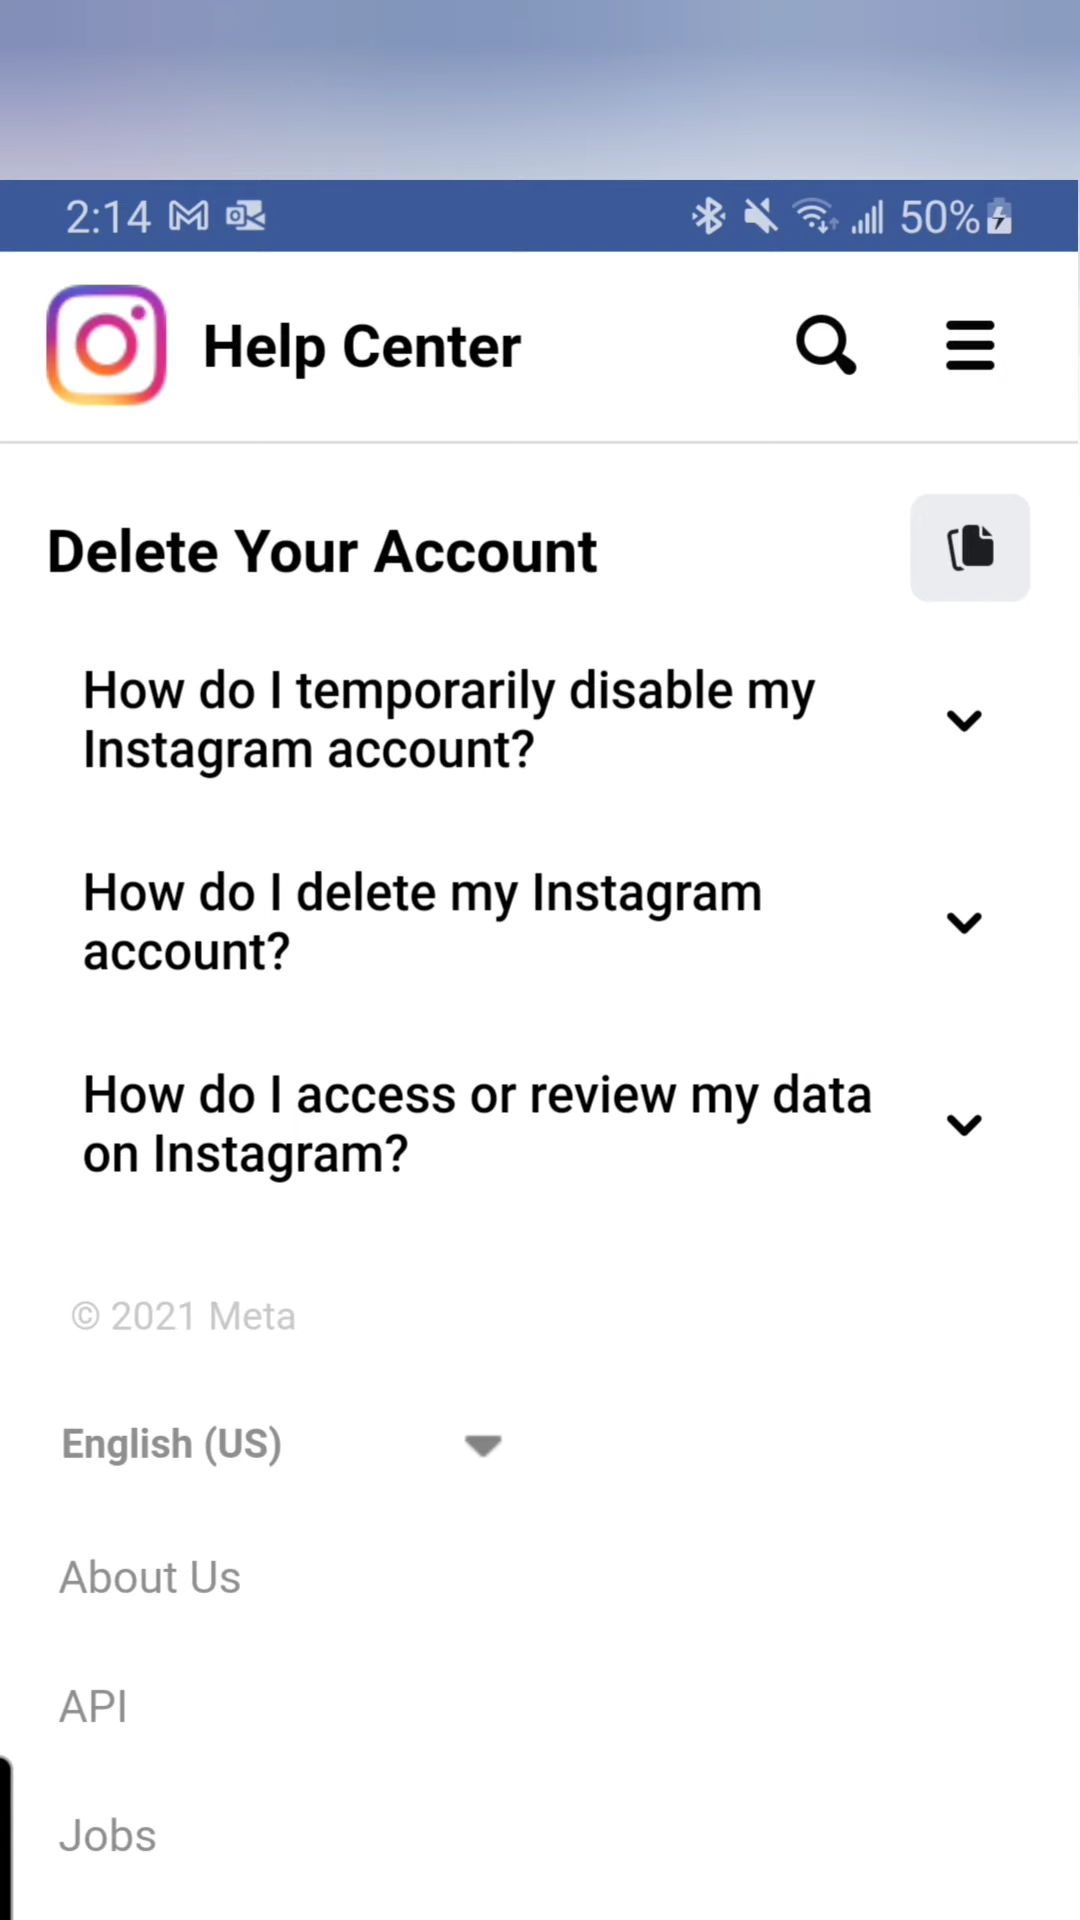 2:14 50%
Help Center
Delete Your Account
How do I temporarily disable my
Instagram account?
How do I delete my Instagram
account?
How do I access or review my data
on Instagram?
© 2021 Meta
English (US)
About Us
API
Jobs